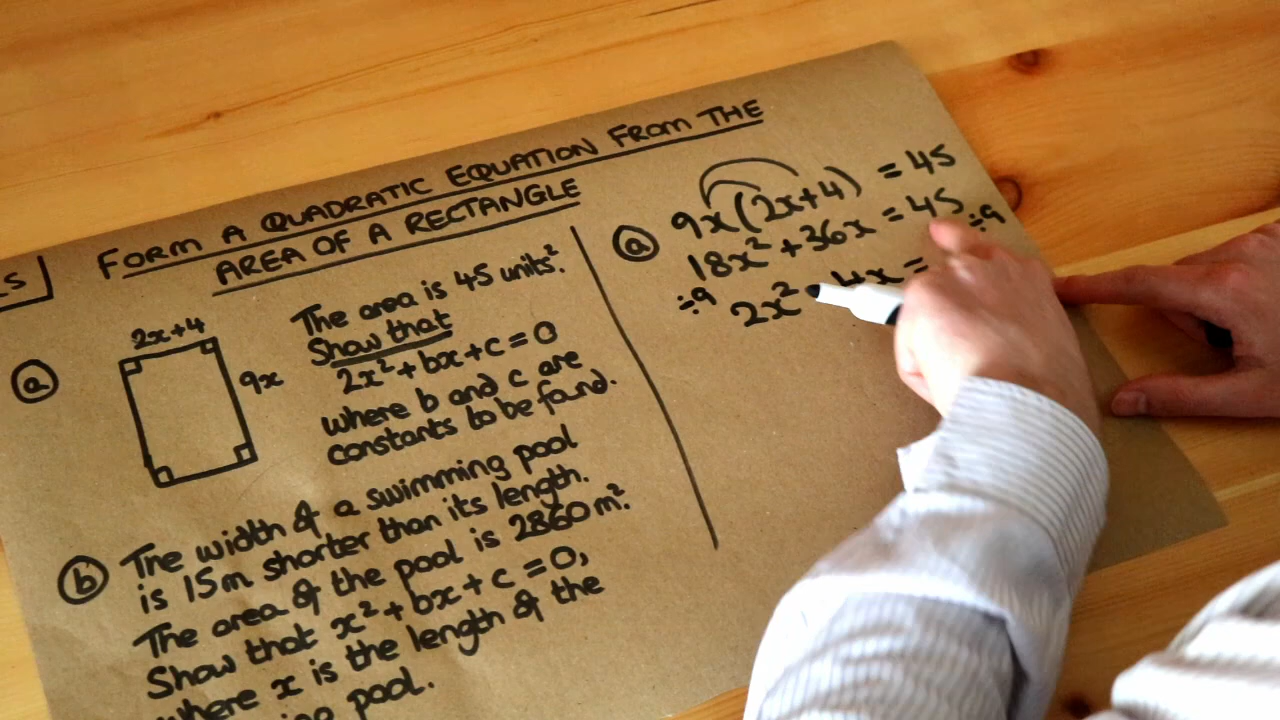 FORM A QUADRATIC EQUATION FROM THE
AREA OF A RECTANGLE
a
2x+4
9x
The area is 45 units².
Show that
2x² + bx + c = 0
where b and c are
constants to be found.
b
The width of a swimming pool
is 15m shorter than its length.
The area of the pool is 2860 m².
Show that x² + bx + c = 0,
where x is the length of the
pool.
a
9x(2x+4) = 45
18x² + 36x = 45
÷9 ÷9
2x² 4x =